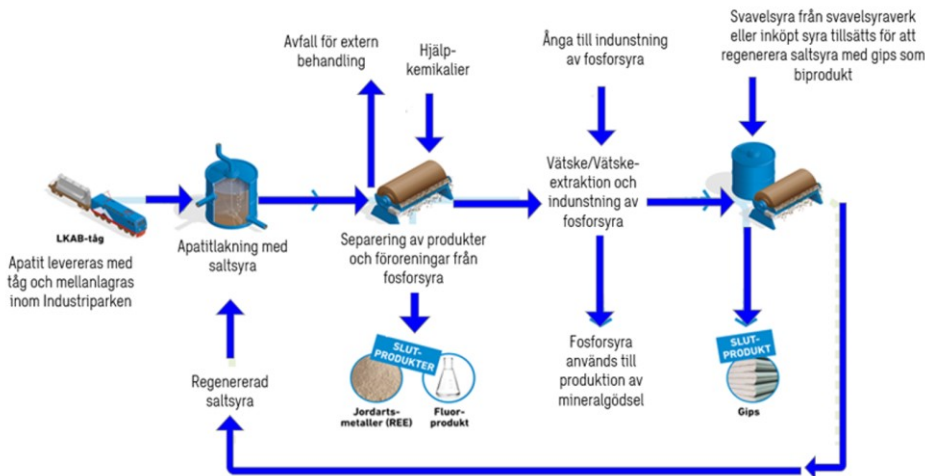 Avfall för extern
behandling
Hjälp-
kemikalier
Ånga till indunstning
av fosforsyra
Svavelsyra från svavelsyraverk
eller inköpt syra tillsätts för att
regenerera saltsyra med gips som
biprodukt
LKAB-tåg
Apatit levereras med
tåg och mellanlagras
inom Industriparken
Apatitlakning med
saltsyra
Separering av produkter
och föroreningar från
fosforsyra
Vätske/Vätske-
extraktion och
indunstning av
fosforsyra
SLUT-
PRODUKTER
Jordarts-
metaller (REE)
Fluor-
produkt
Fosforsyra
används till
produktion av
mineralgödsel
SLUT-
PRODUKT
Gips
Regenererad
saltsyra